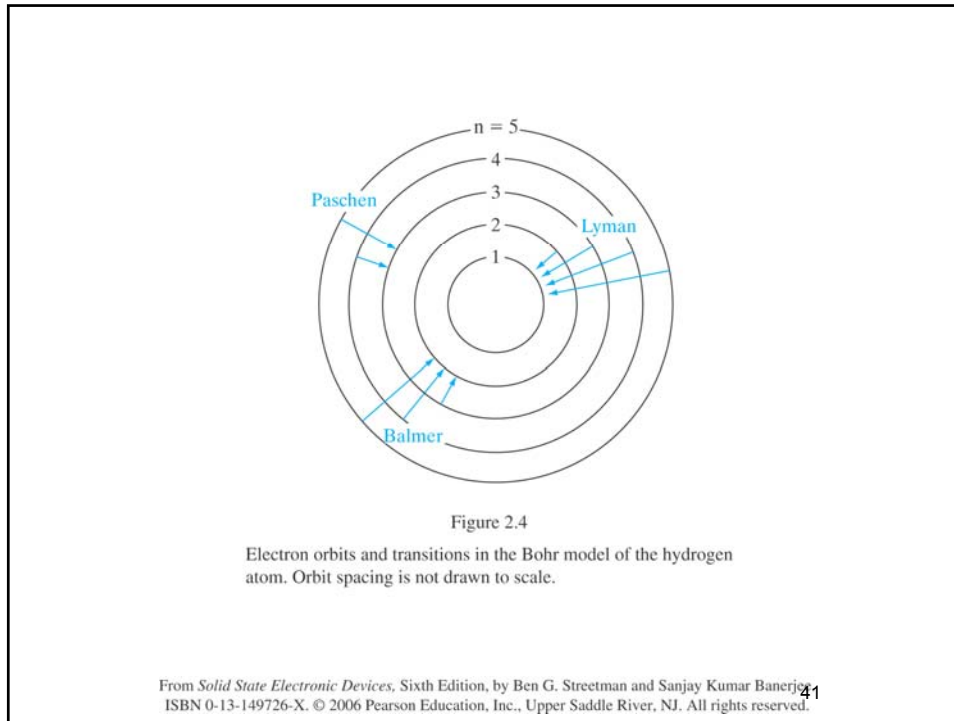 n = 5
4
3
Paschen
2
Lyman
1
Balmer
Figure 2.4
Electron orbits and transitions in the Bohr model of the hydrogen
atom. Orbit spacing is not drawn to scale.
From Solid State Electronic Devices, Sixth Edition, by Ben G. Streetman and Sanjay Kumar Banerjee.
41
ISBN 0-13-149726-X. © 2006 Pearson Education, Inc., Upper Saddle River, NJ. All rights reserved.